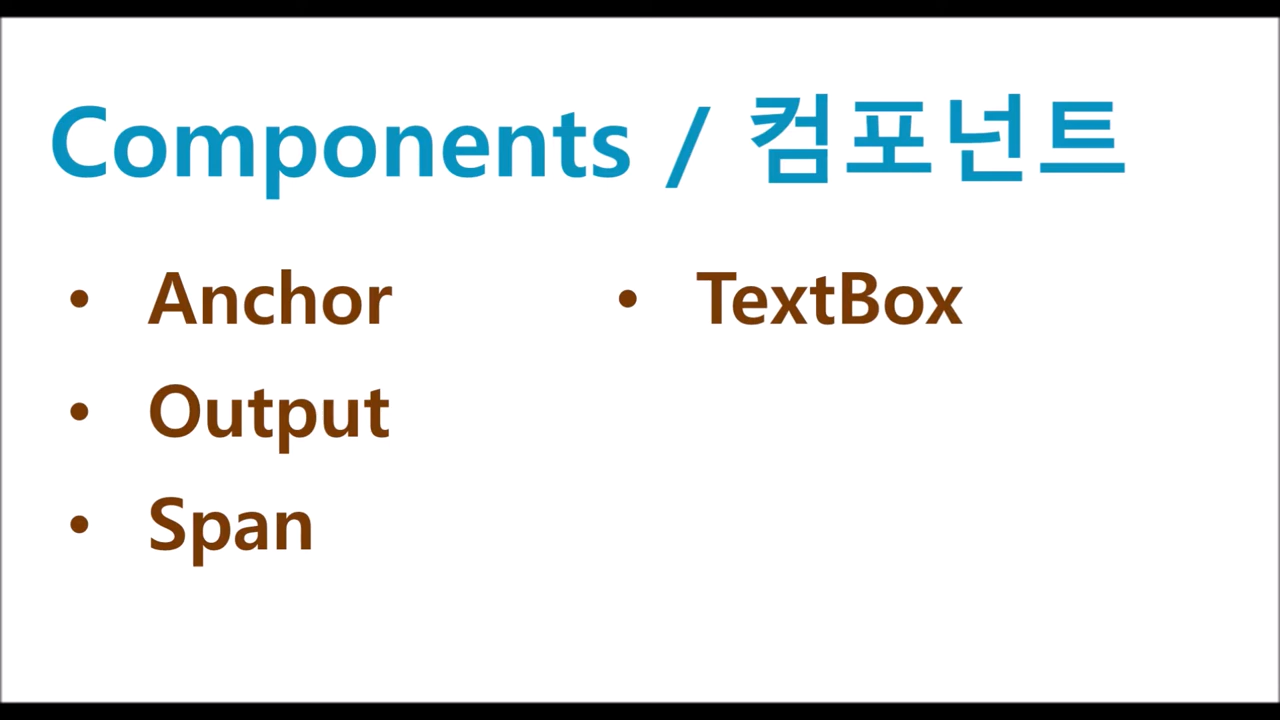 Components / 컴포넌트
• Anchor
• Output
• Span
• TextBox